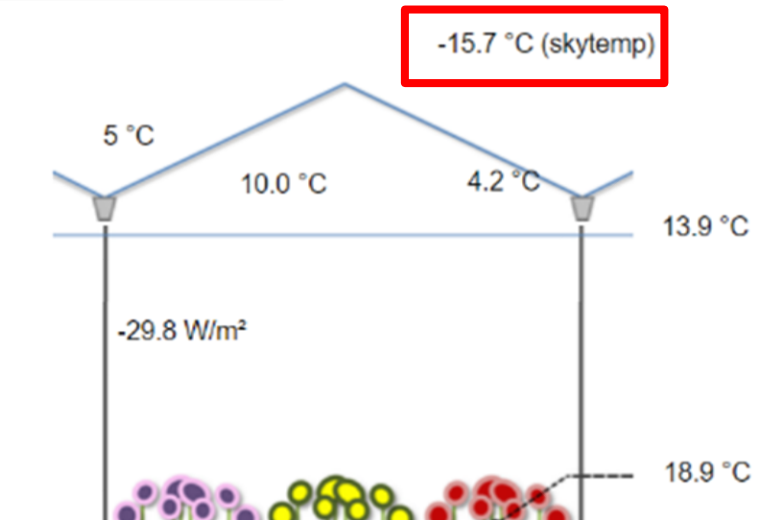 -15.7 °C (skytemp)
5 °C
10.0 °C
4.2 °C
13.9 °C
-29.8 W/m²
18.9 °C